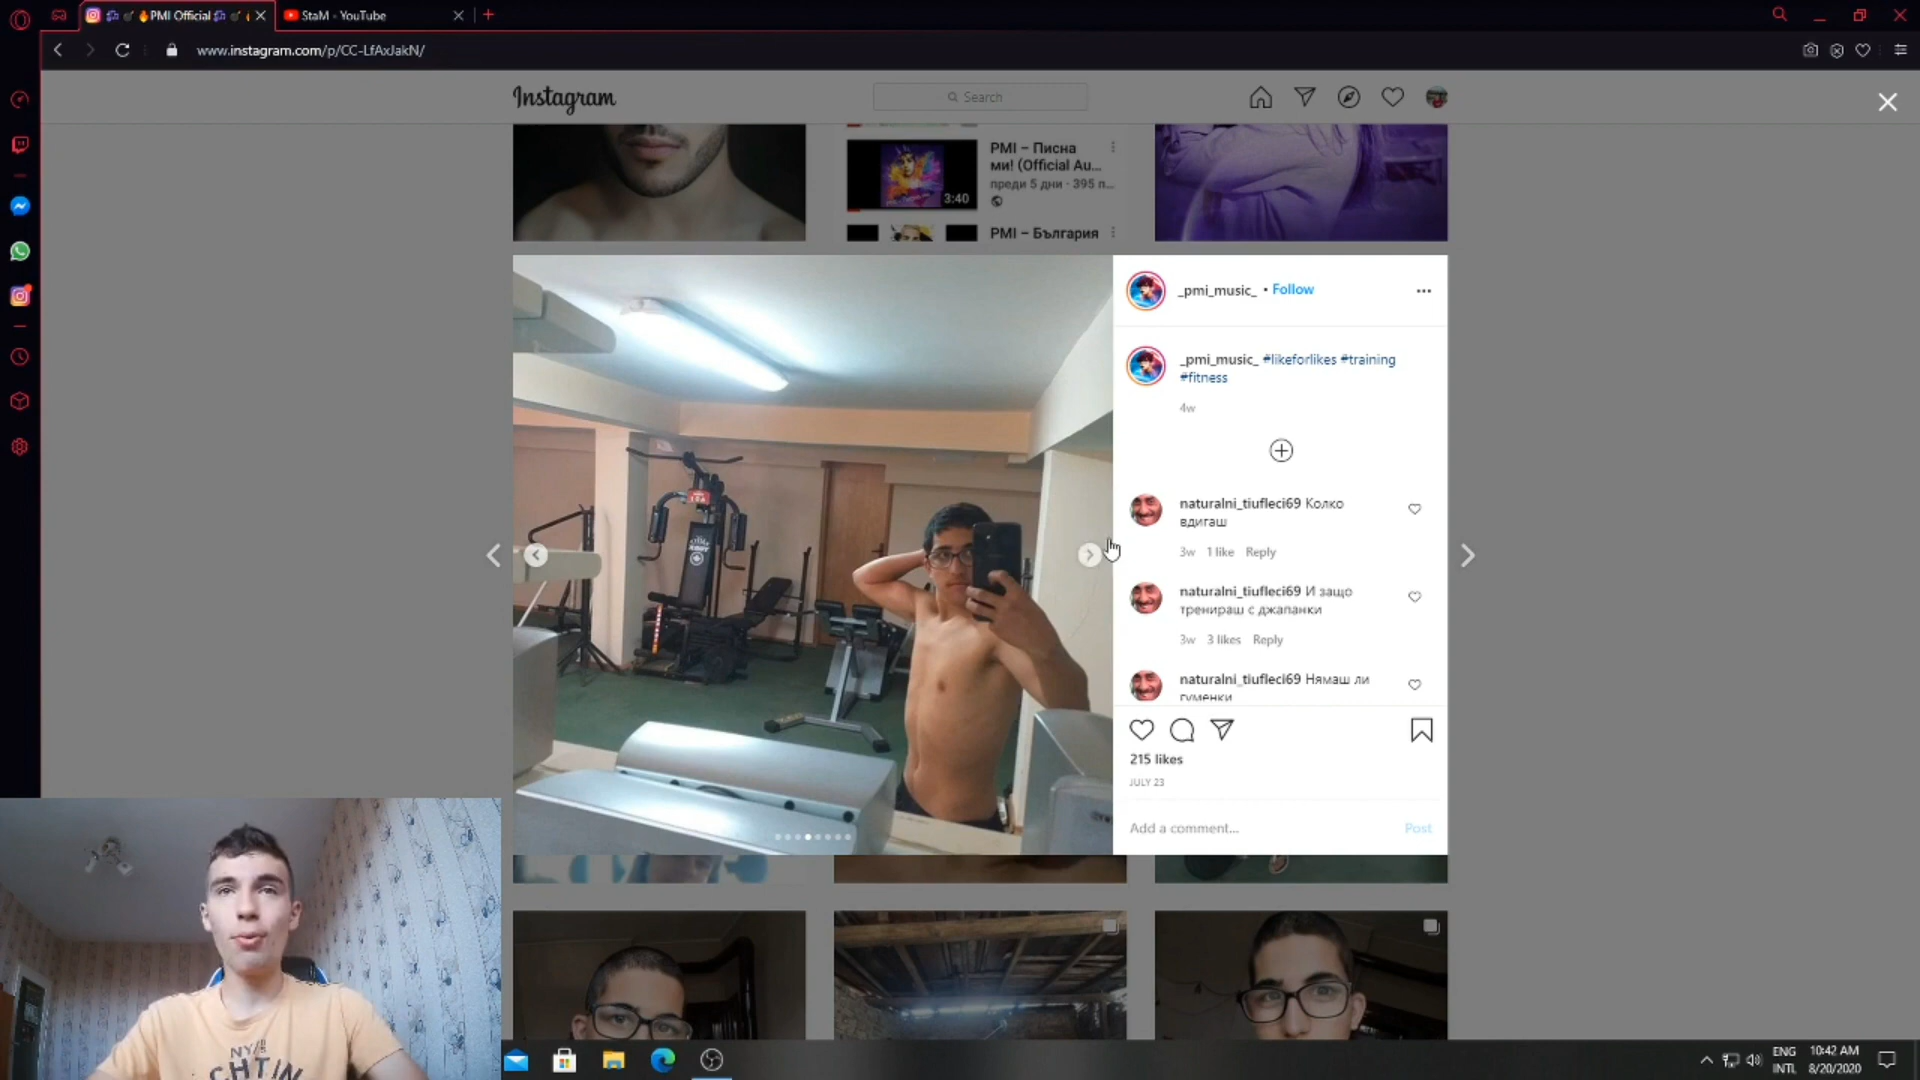 PMI Official
StaM - YouTube
www.instagram.com/p/CC-LfAxJakN/
Instagram
Search
PMI – Писна
ми! (Official Au...
преди 5 дни · 395 п...
3:40
PMI – България
_pmi_music_ • Follow
_pmi_music_ #likeforlikes #training
#fitness
4w
naturalni_tiufleci69 Колко
вдигаш
3w 1 like Reply
naturalni_tiufleci69 И защо
тренираш с джапанки
3w 3 likes Reply
naturalni_tiufleci69 Нямаш ли
гуменки
215 likes
JULY 23
Add a comment... Post
NY/
CHTIN
ENG
INTL
10:42 AM
8/20/2020